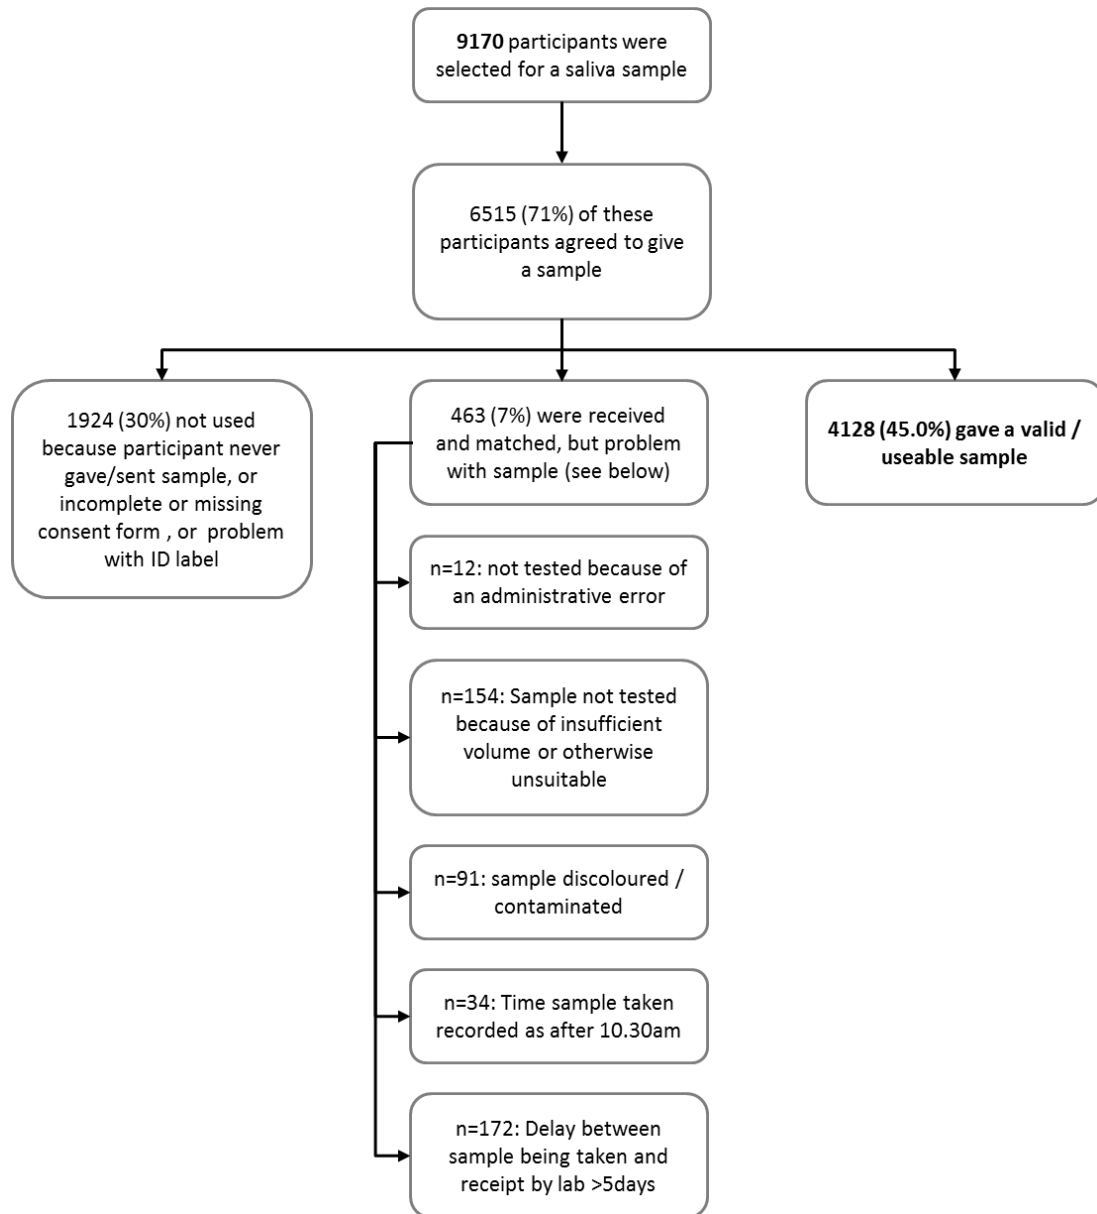 9170 participants were
selected for a saliva sample
6515 (71%) of these
participants agreed to give
a sample
1924 (30%) not used
because participant never
gave/sent sample, or
incomplete or missing
consent form , or  problem
with ID label
463 (7%) were received
and matched, but problem
with sample (see below)
4128 (45.0%) gave a valid /
useable sample
n=12: not tested because of
an administrative error
n=154: Sample not tested
because of insufficient
volume or otherwise
unsuitable
n=91: sample discoloured /
contaminated
n=34: Time sample taken
recorded as after 10.30am
n=172: Delay between
sample being taken and
receipt by lab >5days